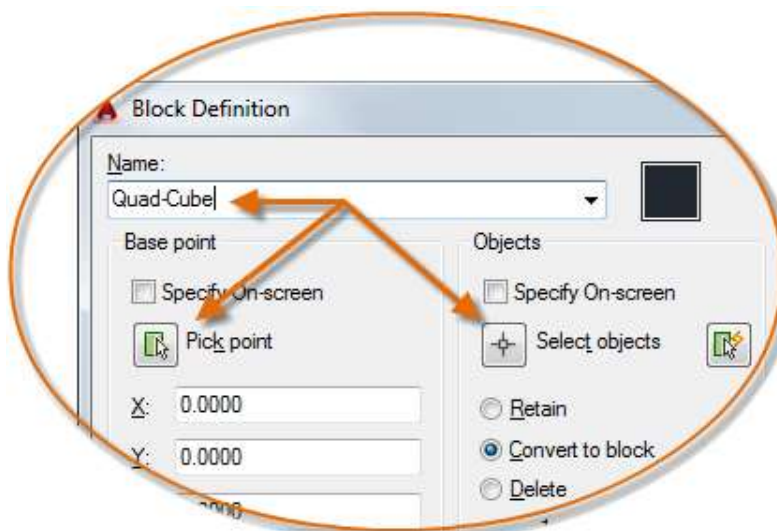 Block Definition
Name:
Quad-Cube
Base point
Specify On-screen
Pick point
X: 0.0000
Y: 0.0000
Objects
Specify On-screen
Select objects
Retain
Convert to block
Delete